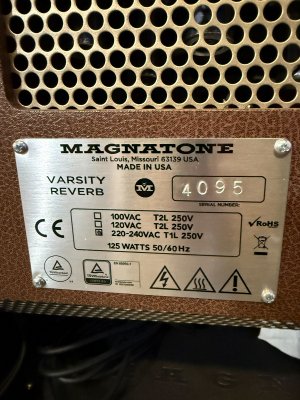 MAGNATONE
Saint Louis, Missouri 63139 USA
MADE IN USA
VARSITY
REVERB
M
4095
SERIAL NUMBER
100VAC T2L 250V
120VAC T2L 250V
220-240VAC T1L 250V
125 WATTS 50/60Hz
CE
RoHS